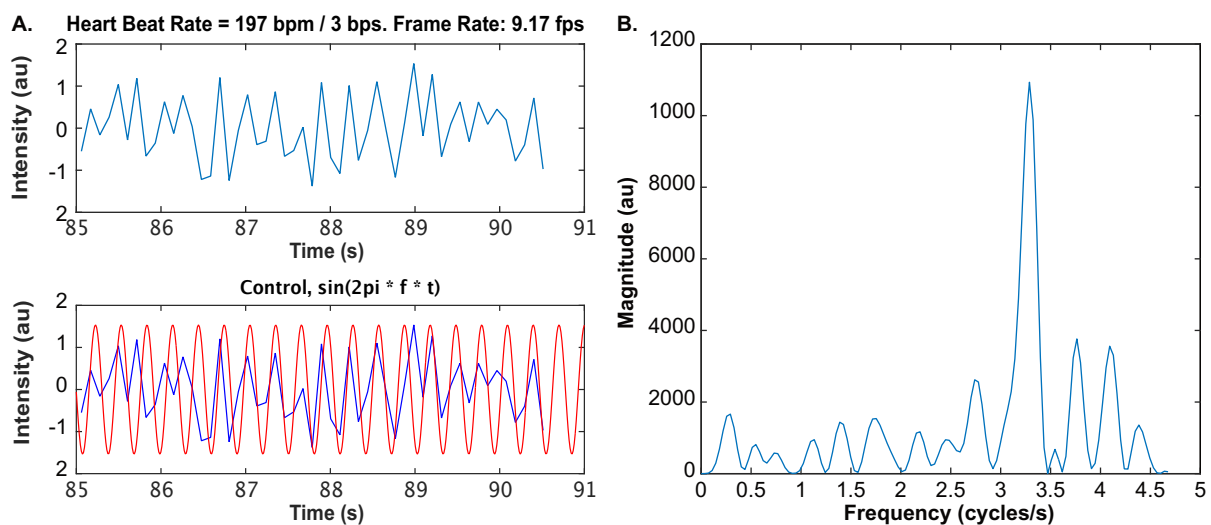 A.
Heart Beat Rate = 197 bpm / 3 bps. Frame Rate: 9.17 fps
2
1
0
-1
2
Intensity (au)
85 86 87 88 89 90 91
Time (s)
Control, sin(2pi * f * t)
2
1
0
-1
2
Intensity (au)
85 86 87 88 89 90 91
Time (s)
B.
1200
1000
8000
6000
4000
2000
0
Magnitude (au)
0 0.5 1 1.5 2 2.5 3 3.5 4 4.5 5
Frequency (cycles/s)